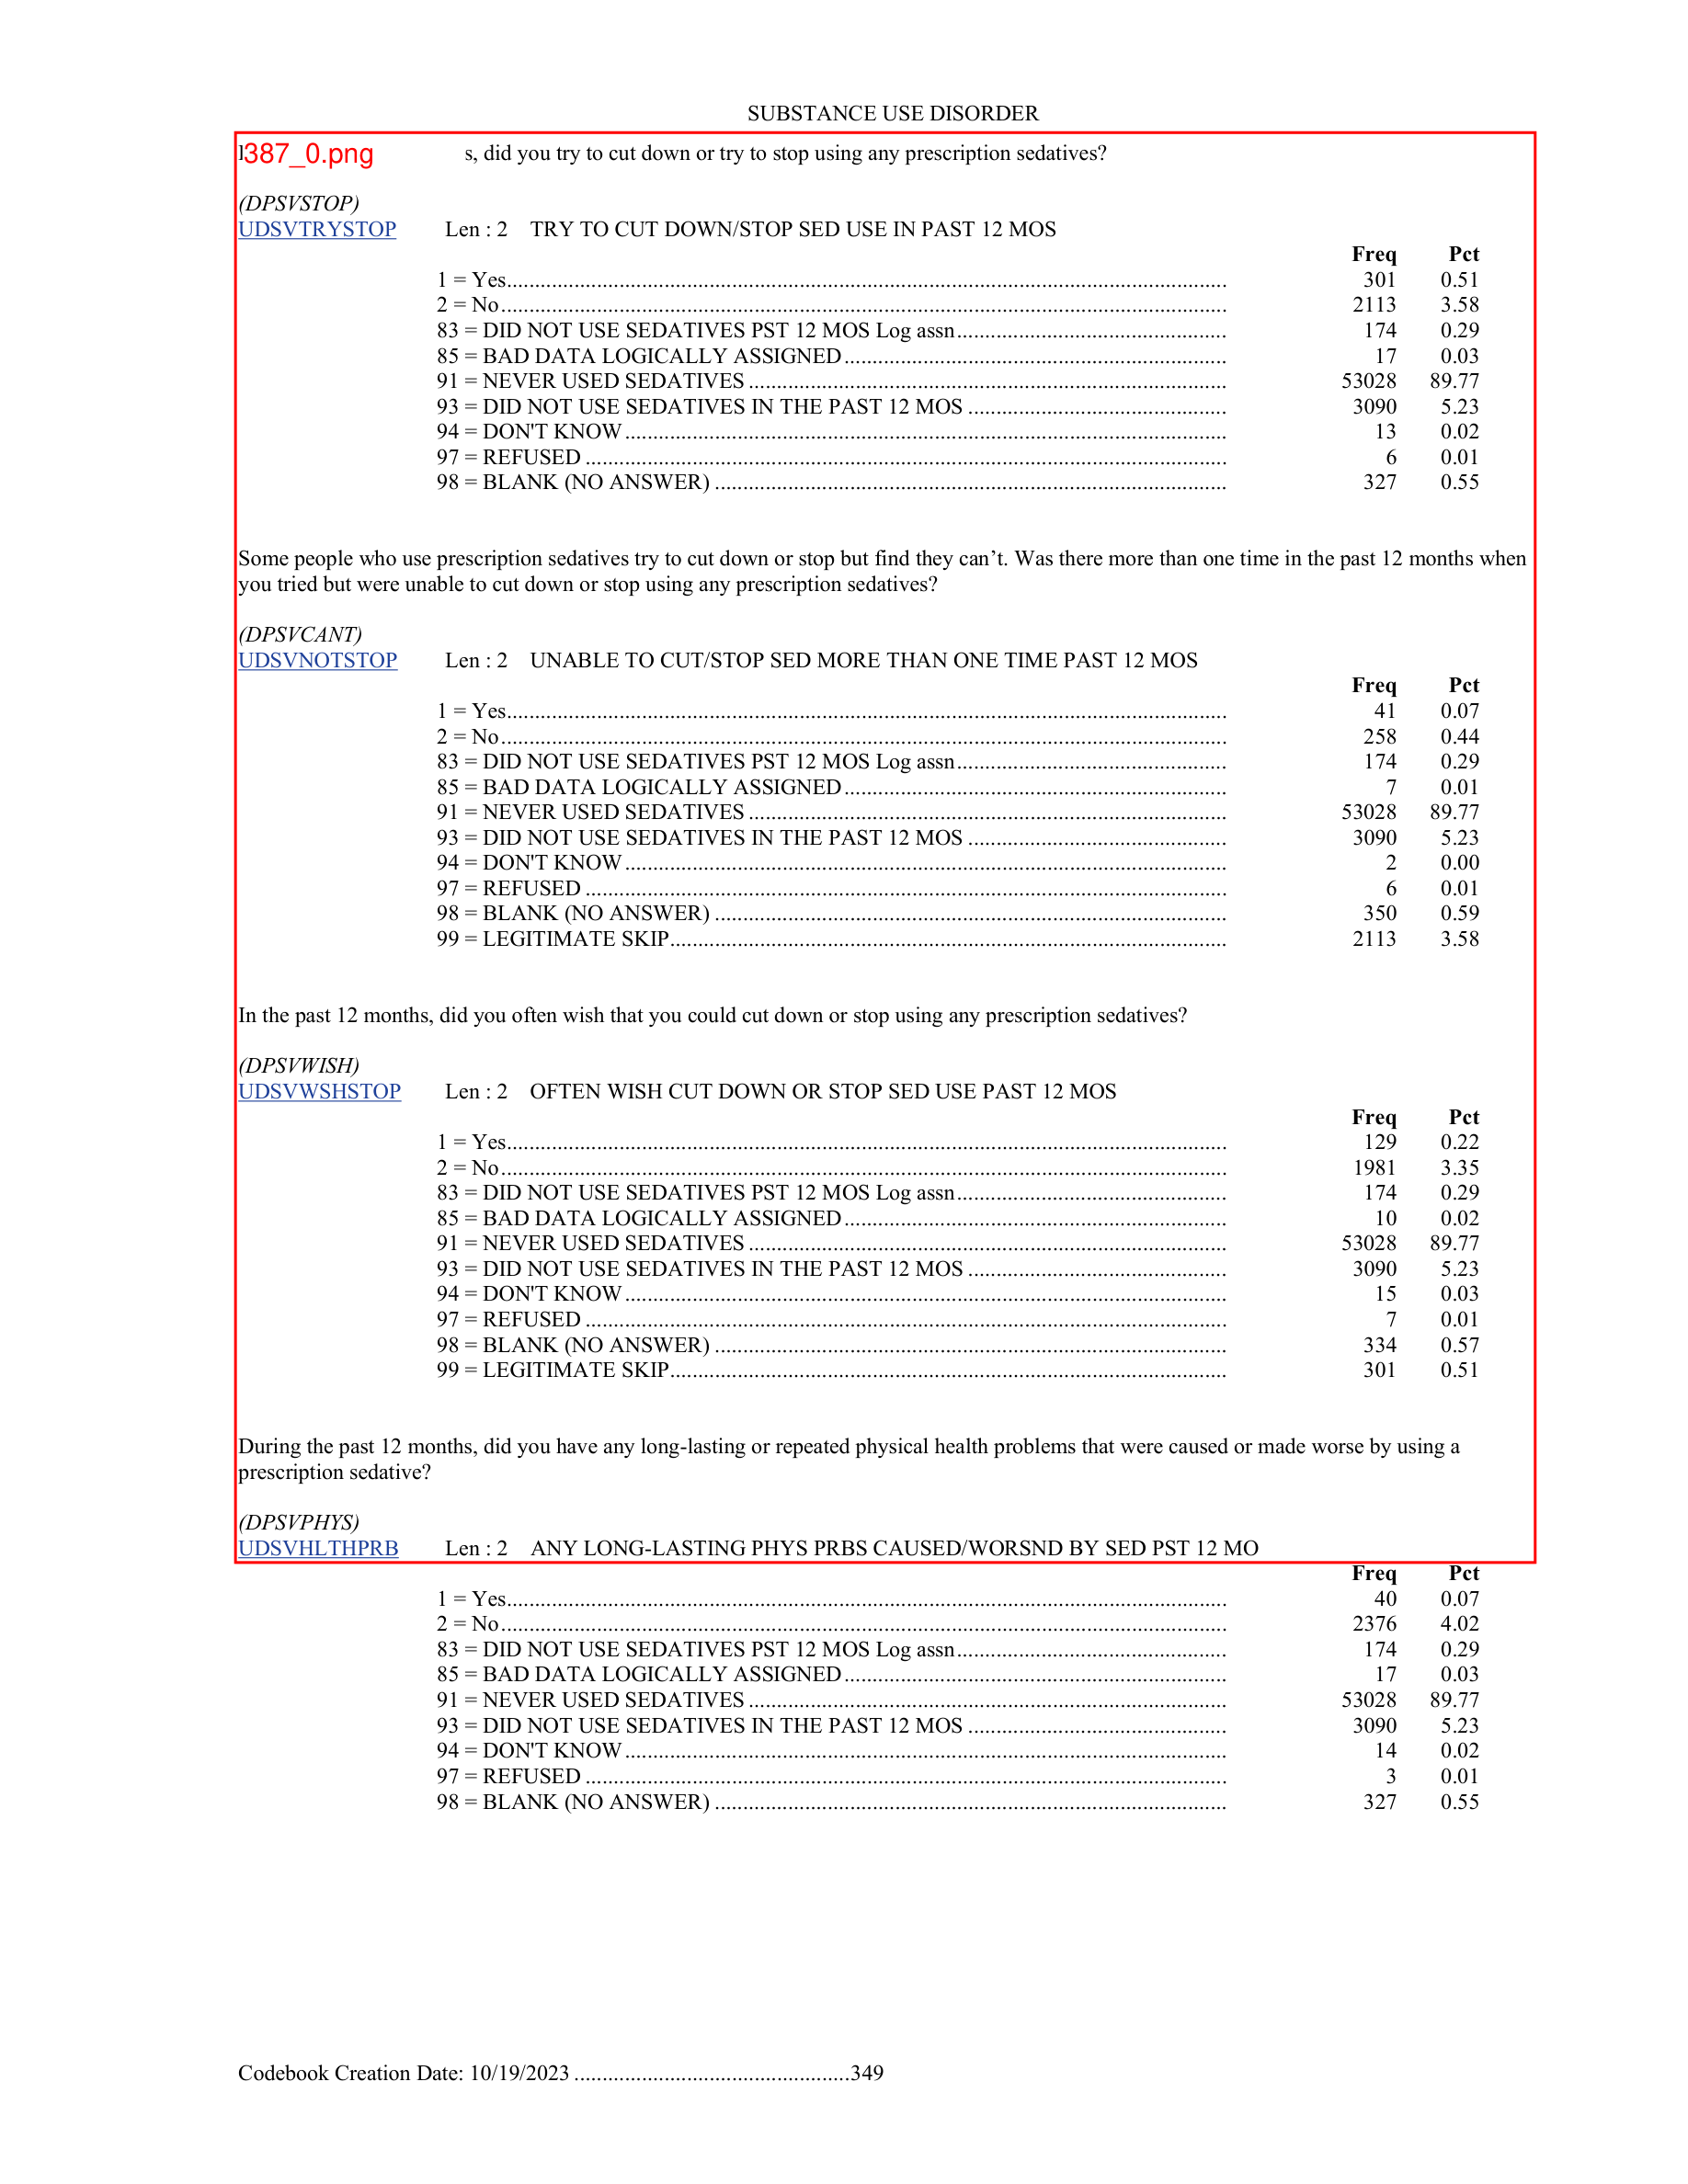 SUBSTANCE USE DISORDER
387_0.png s, did you try to cut down or try to stop using any prescription sedatives?
(DPSVSTOP)
UDSVTRYSTOP Len : 2 TRY TO CUT DOWN/STOP SED USE IN PAST 12 MOS
Freq Pct
1 = Yes 301 0.51
2 = No 2113 3.58
83 = DID NOT USE SEDATIVES PST 12 MOS Log assn 174 0.29
85 = BAD DATA LOGICALLY ASSIGNED 17 0.03
91 = NEVER USED SEDATIVES 53028 89.77
93 = DID NOT USE SEDATIVES IN THE PAST 12 MOS 3090 5.23
94 = DON'T KNOW 13 0.02
97 = REFUSED 6 0.01
98 = BLANK (NO ANSWER) 327 0.55
Some people who use prescription sedatives try to cut down or stop but find they can’t. Was there more than one time in the past 12 months when
you tried but were unable to cut down or stop using any prescription sedatives?
(DPSVCANT)
UDSVNOTSTOP Len : 2 UNABLE TO CUT/STOP SED MORE THAN ONE TIME PAST 12 MOS
Freq Pct
1 = Yes 41 0.07
2 = No 258 0.44
83 = DID NOT USE SEDATIVES PST 12 MOS Log assn 174 0.29
85 = BAD DATA LOGICALLY ASSIGNED 7 0.01
91 = NEVER USED SEDATIVES 53028 89.77
93 = DID NOT USE SEDATIVES IN THE PAST 12 MOS 3090 5.23
94 = DON'T KNOW 2 0.00
97 = REFUSED 6 0.01
98 = BLANK (NO ANSWER) 350 0.59
99 = LEGITIMATE SKIP 2113 3.58
In the past 12 months, did you often wish that you could cut down or stop using any prescription sedatives?
(DPSVWISH)
UDSVWSHSTOP Len : 2 OFTEN WISH CUT DOWN OR STOP SED USE PAST 12 MOS
Freq Pct
1 = Yes 129 0.22
2 = No 1981 3.35
83 = DID NOT USE SEDATIVES PST 12 MOS Log assn 174 0.29
85 = BAD DATA LOGICALLY ASSIGNED 10 0.02
91 = NEVER USED SEDATIVES 53028 89.77
93 = DID NOT USE SEDATIVES IN THE PAST 12 MOS 3090 5.23
94 = DON'T KNOW 15 0.03
97 = REFUSED 7 0.01
98 = BLANK (NO ANSWER) 334 0.57
99 = LEGITIMATE SKIP 301 0.51
During the past 12 months, did you have any long-lasting or repeated physical health problems that were caused or made worse by using a
prescription sedative?
(DPSVPHYS)
UDSVHLTHPRB Len : 2 ANY LONG-LASTING PHYS PRBS CAUSED/WORSND BY SED PST 12 MO
Freq Pct
1 = Yes 40 0.07
2 = No 2376 4.02
83 = DID NOT USE SEDATIVES PST 12 MOS Log assn 174 0.29
85 = BAD DATA LOGICALLY ASSIGNED 17 0.03
91 = NEVER USED SEDATIVES 53028 89.77
93 = DID NOT USE SEDATIVES IN THE PAST 12 MOS 3090 5.23
94 = DON'T KNOW 14 0.02
97 = REFUSED 3 0.01
98 = BLANK (NO ANSWER) 327 0.55
Codebook Creation Date: 10/19/2023 349